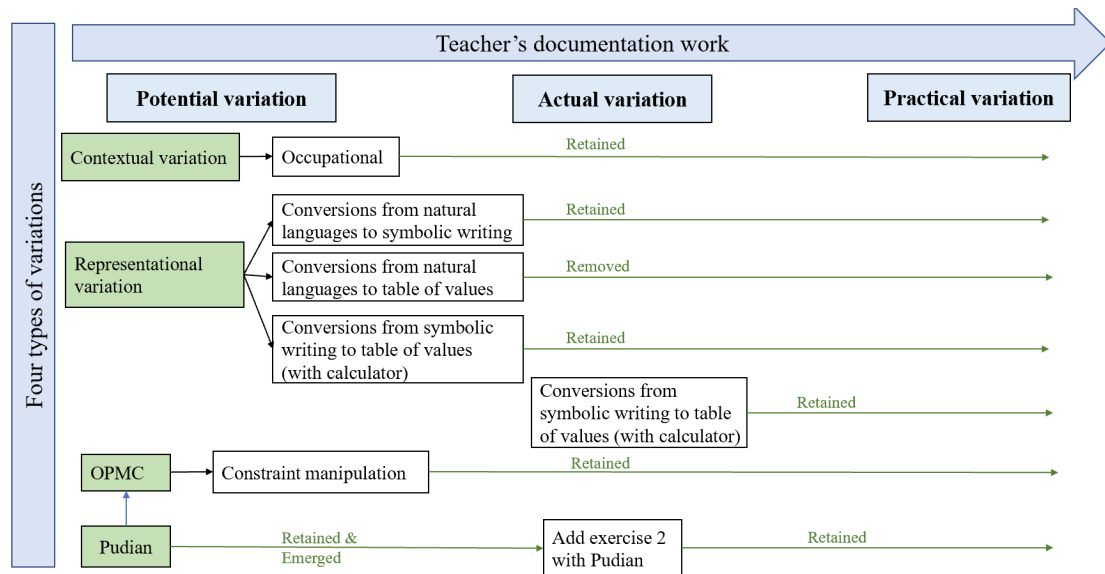 Teacher's documentation work
Four types of variations
Potential variation
Actual variation
Practical variation
Contextual variation
Occupational
Retained
Representational
variation
Conversions from natural
languages to symbolic writing
Retained
Conversions from natural
languages to table of values
Removed
Conversions from symbolic
writing to table of values
(with calculator)
Retained
Conversions from
symbolic writing to table
of values (with calculator)
Retained
OPMC
Constraint manipulation
Retained
Pudian
Retained &
Emerged
Add exercise 2
with Pudian
Retained